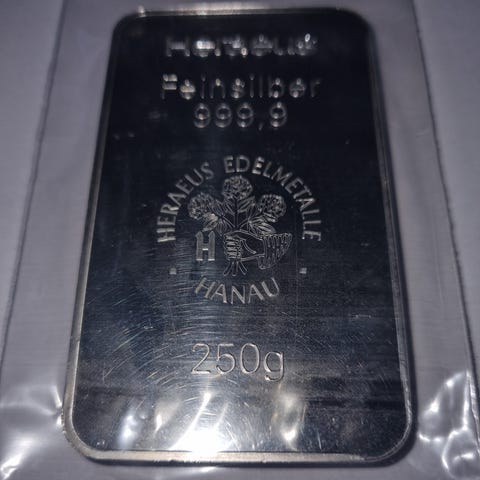 Heraeus
Feinsilber
999,9
HERAEUS EDELMETALLE
H
HANAU
250g